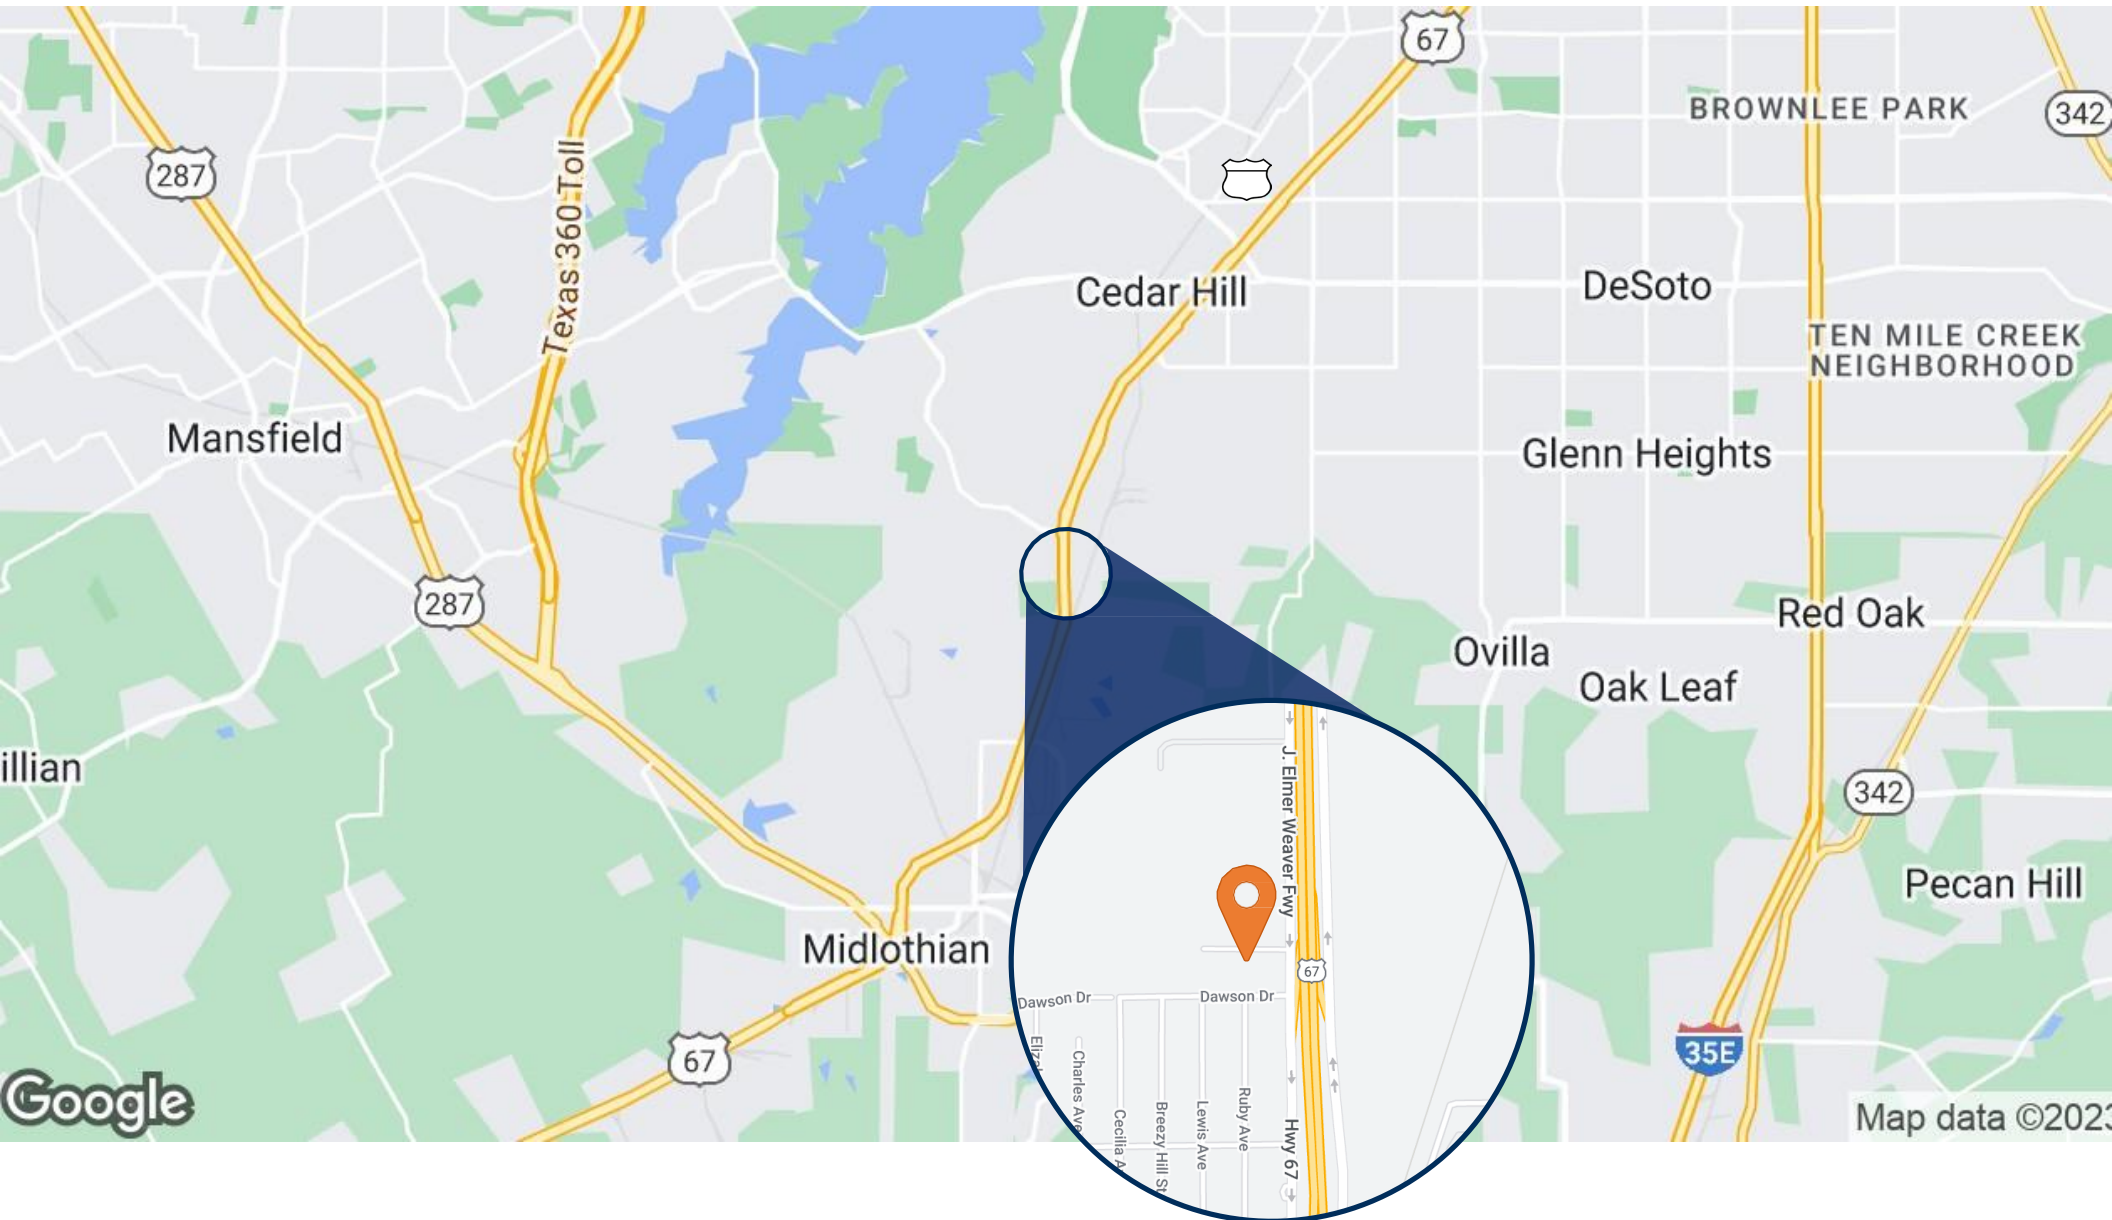 67
BROWNLEE PARK
342
287
Texas 360 Toll
Cedar Hill
DeSoto
TEN MILE CREEK
NEIGHBORHOOD
Mansfield
Glenn Heights
287
Red Oak
Ovilla
Oak Leaf
illian
J. Elmer Weaver Fwy
342
Pecan Hill
Midlothian
67
Dawson Dr
Dawson Dr
35E
67
Eliza
Charles Ave
Cecilia A
Breezy Hill St
Lewis Ave
Ruby Ave
Hwy 67
Google
Map data ©2023